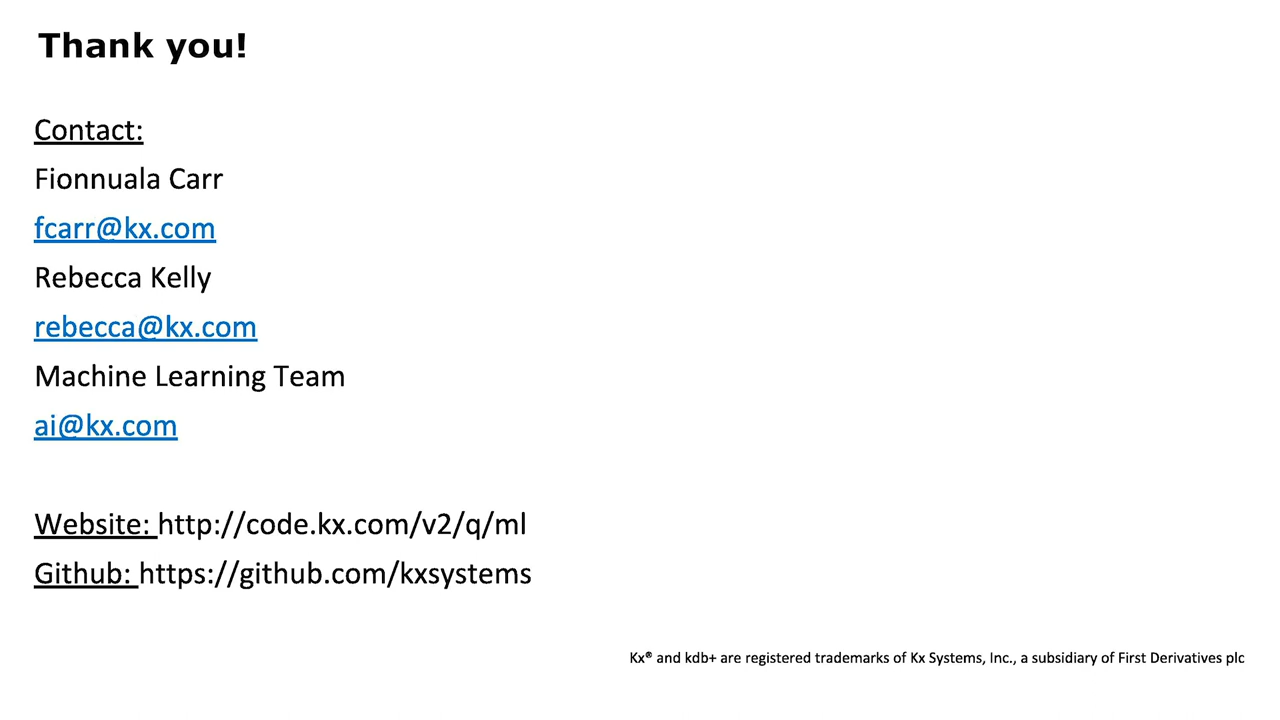 Thank you!
Contact:
Fionnuala Carr
fcarr@kx.com
Rebecca Kelly
rebecca@kx.com
Machine Learning Team
ai@kx.com
Website: http://code.kx.com/v2/q/ml
Github: https://github.com/kxsystems
Kx® and kdb+ are registered trademarks of Kx Systems, Inc., a subsidiary of First Derivatives plc